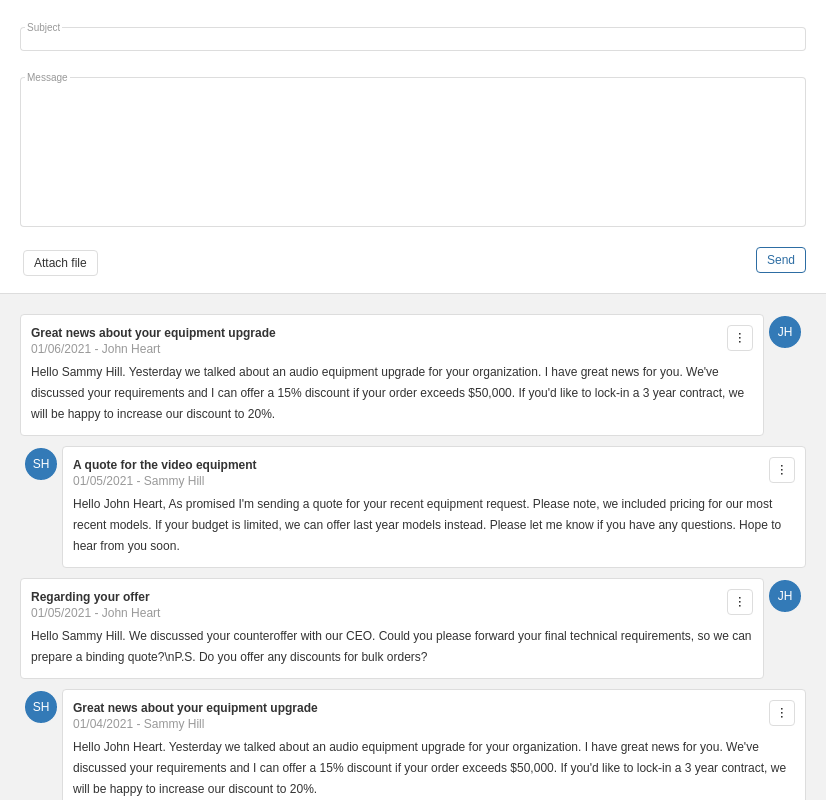 Subject
Message
Attach file
Send
Great news about your equipment upgrade
01/06/2021 - John Heart
JH
Hello Sammy Hill. Yesterday we talked about an audio equipment upgrade for your organization. I have great news for you. We've
discussed your requirements and I can offer a 15% discount if your order exceeds $50,000. If you'd like to lock-in a 3 year contract, we
will be happy to increase our discount to 20%.
SH
A quote for the video equipment
01/05/2021 - Sammy Hill
Hello John Heart, As promised I'm sending a quote for your recent equipment request. Please note, we included pricing for our most
recent models. If your budget is limited, we can offer last year models instead. Please let me know if you have any questions. Hope to
hear from you soon.
Regarding your offer
01/05/2021 - John Heart
JH
Hello Sammy Hill. We discussed your counteroffer with our CEO. Could you please forward your final technical requirements, so we can
prepare a binding quote?\nP.S. Do you offer any discounts for bulk orders?
SH
Great news about your equipment upgrade
01/04/2021 - Sammy Hill
Hello John Heart. Yesterday we talked about an audio equipment upgrade for your organization. I have great news for you. We've
discussed your requirements and I can offer a 15% discount if your order exceeds $50,000. If you'd like to lock-in a 3 year contract, we
will be happy to increase our discount to 20%.